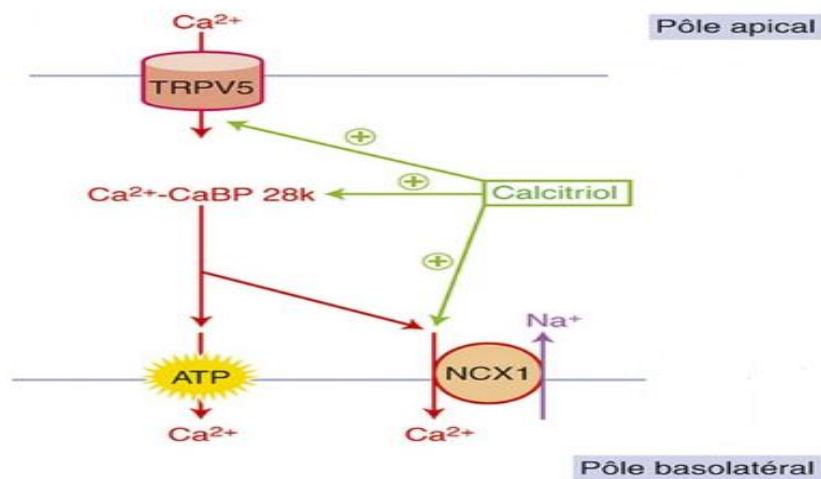 Ca²⁺
Pôle apical
TRPV5
⊕
⊕
Ca²⁺-CaBP 28k
Calcitriol
⊕
Na⁺
ATP
NCX1
Ca²⁺
Ca²⁺
Pôle basolatéral